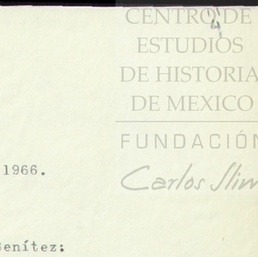 CENTRO DE
ESTUDIOS
DE HISTORIA
DE MEXICO
FUNDACIÓN
Carlos Slim
1966.
Benítez: